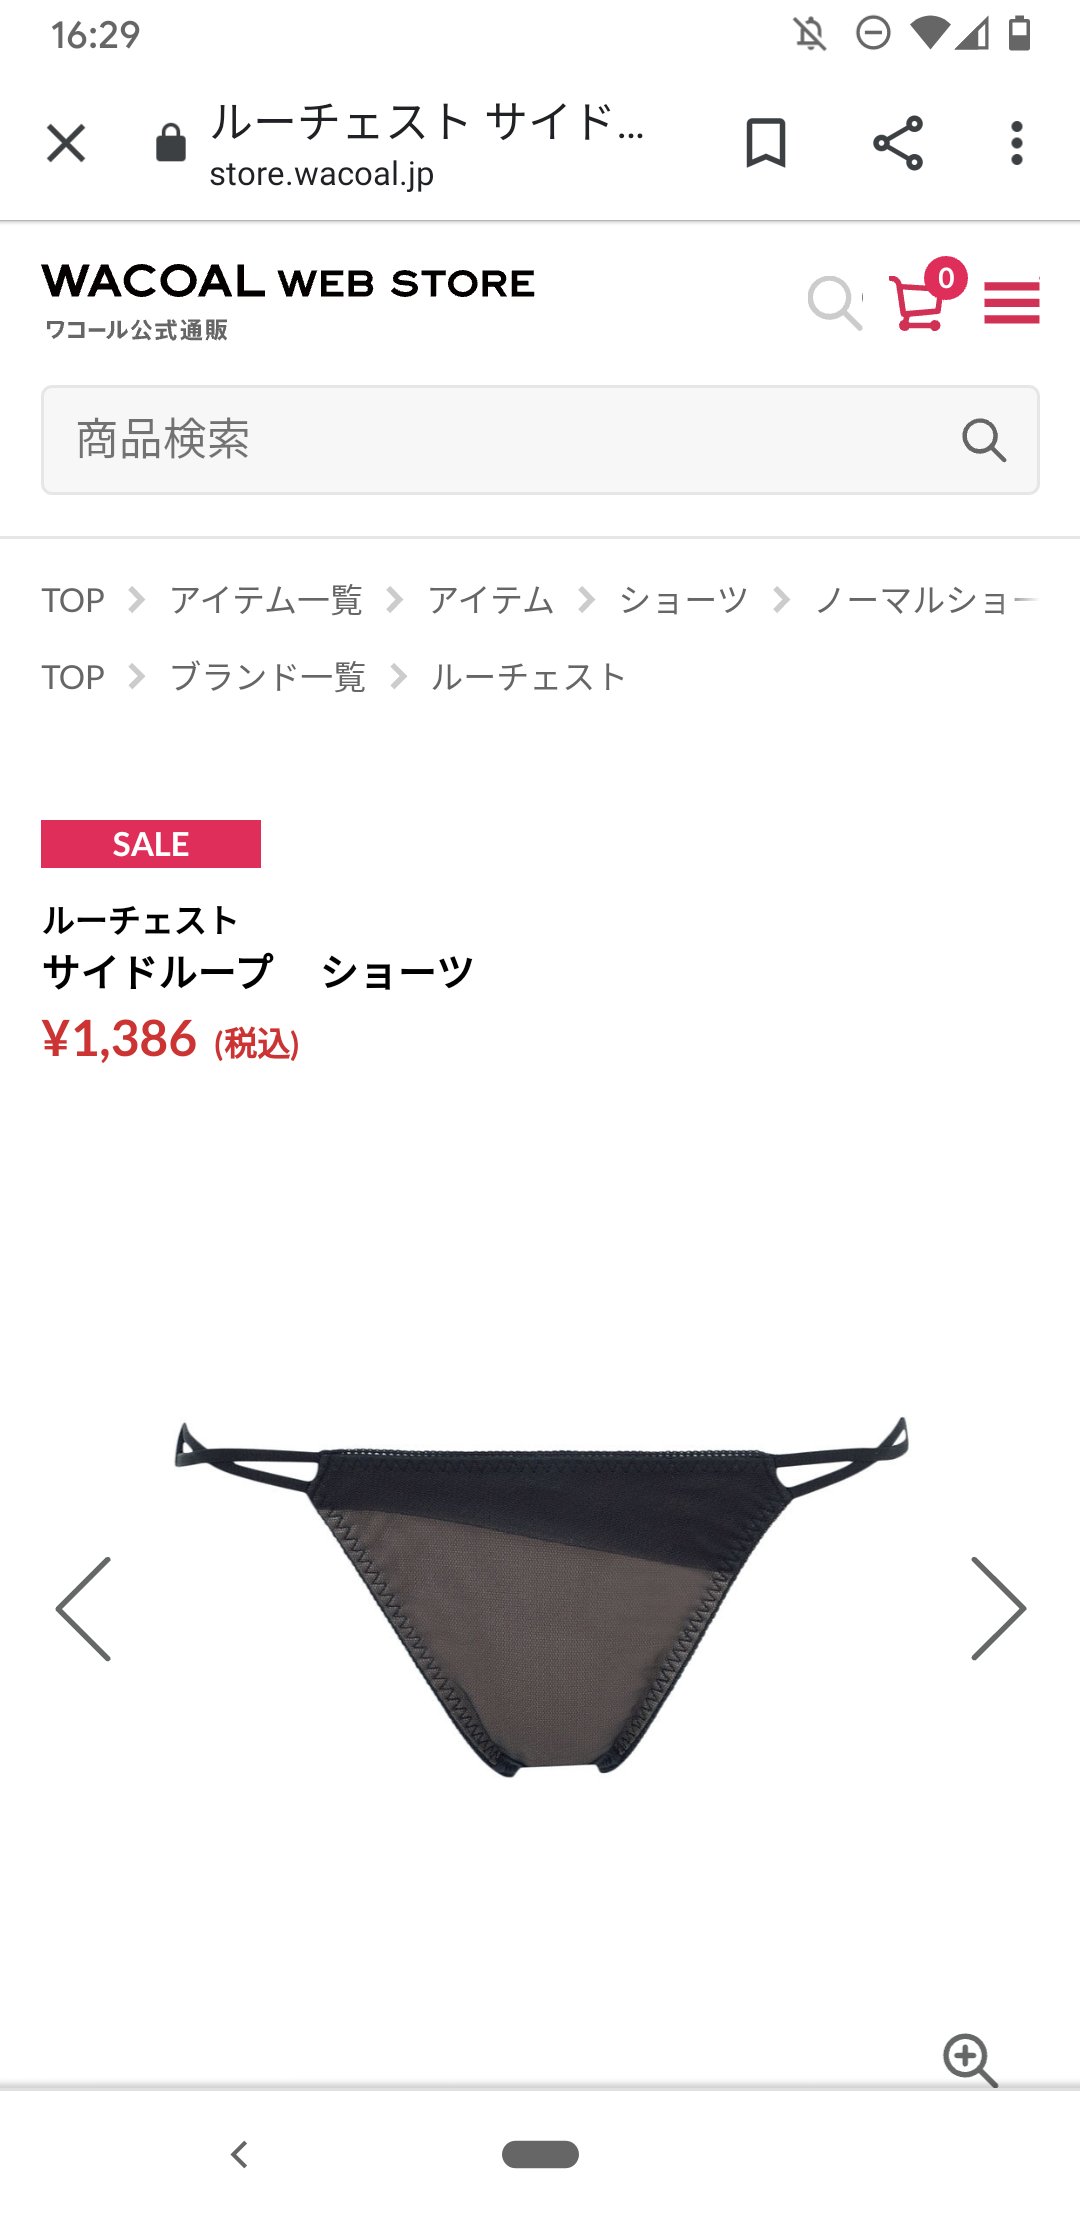 16:29
ルーチェスト サイド...
store.wacoal.jp
WACOAL WEB STORE
0
ワコール公式通販
商品検索
TOP アイテム一覧 アイテム ショーツ ノーマルショー
TOP ブランド一覧 ルーチェスト
SALE
ルーチェスト
サイドループ ショーツ
¥1,386 (税込)